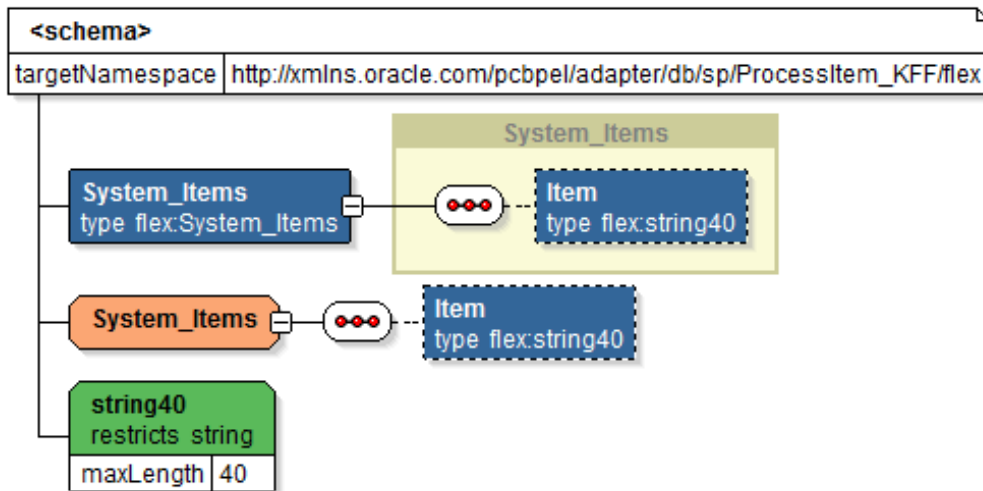 <schema>
targetNamespace http://xmlns.oracle.com/pcbpel/adapter/db/sp/ProcessItem_KFF/flex
System_Items
System_Items
type flex:System_Items
Item
type flex:string40
System_Items
Item
type flex:string40
string40
restricts string
maxLength 40